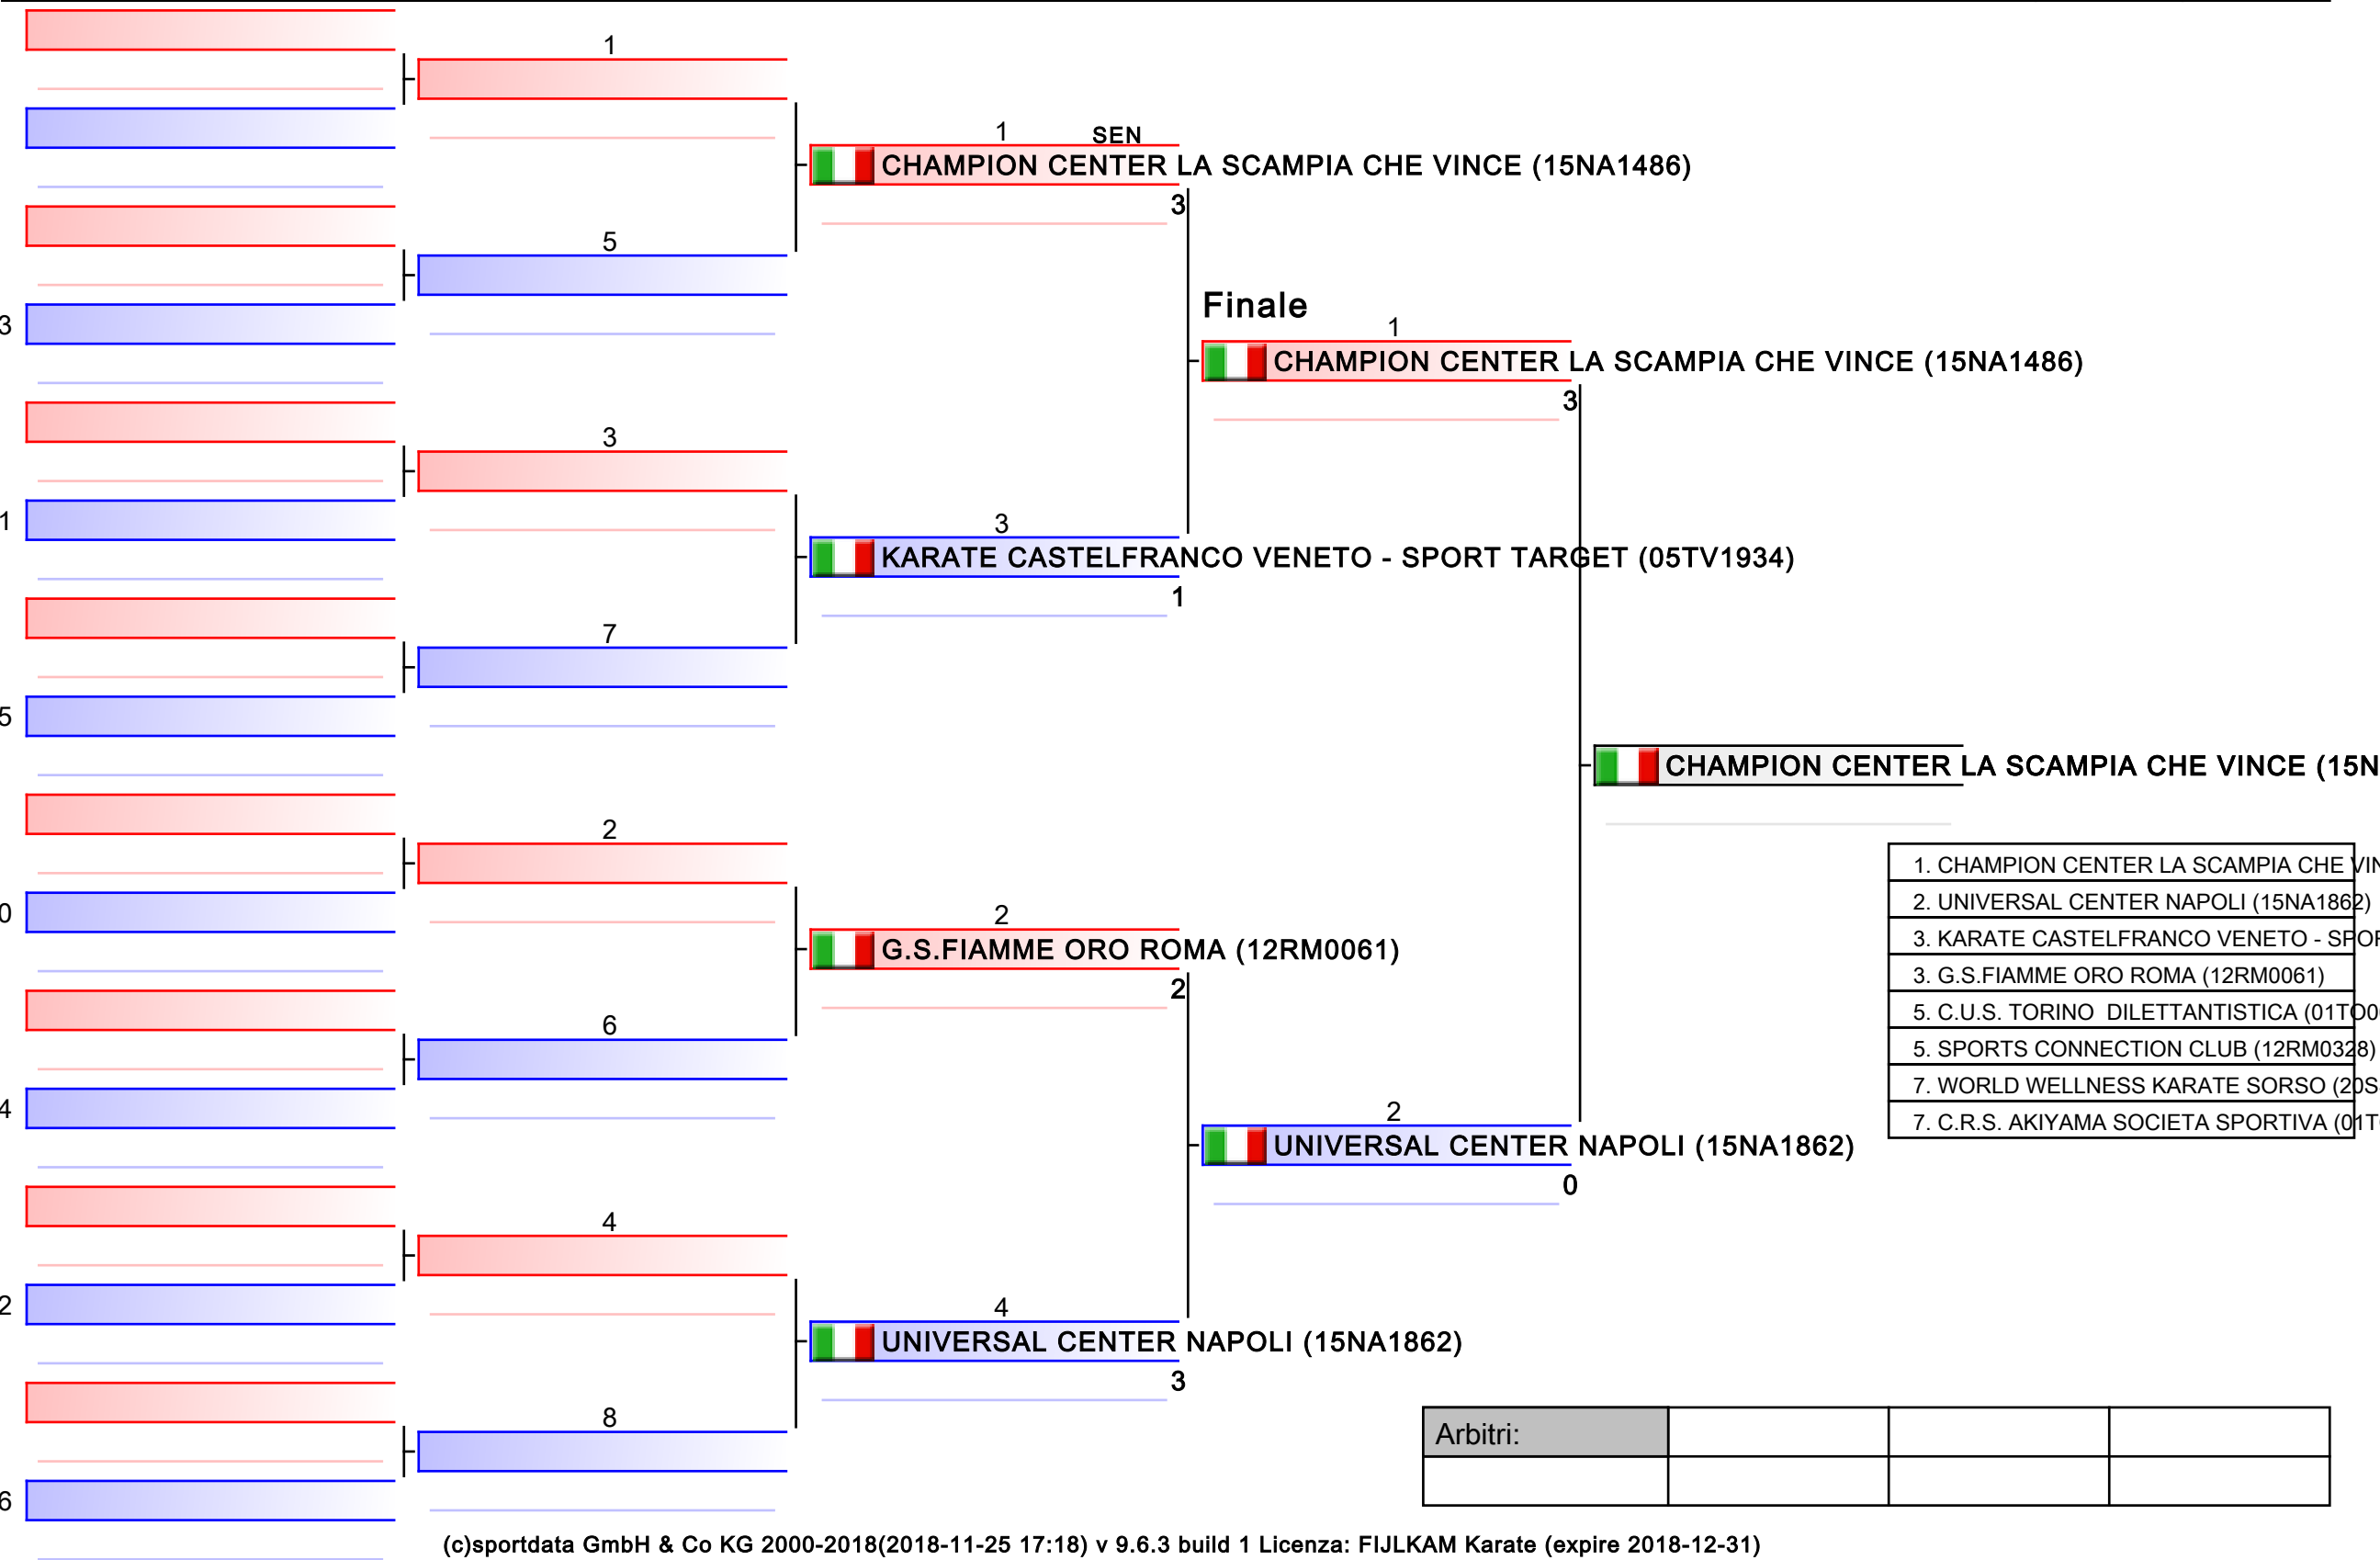 1
1 SEN
CHAMPION CENTER LA SCAMPIA CHE VINCE (15NA1486)
3
5
Finale
3
1
CHAMPION CENTER LA SCAMPIA CHE VINCE (15NA1486)
3
3
3
KARATE CASTELFRANCO VENETO - SPORT TARGET (05TV1934)
1
1
7
5
CHAMPION CENTER LA SCAMPIA CHE VINCE (15N
2
1. CHAMPION CENTER LA SCAMPIA CHE VIN
2. UNIVERSAL CENTER NAPOLI (15NA1862)
3. KARATE CASTELFRANCO VENETO - SPOR
3. G.S.FIAMME ORO ROMA (12RM0061)
5. C.U.S. TORINO  DILETTANTISTICA (01TO0
5. SPORTS CONNECTION CLUB (12RM0328)
7. WORLD WELLNESS KARATE SORSO (20S
7. C.R.S. AKIYAMA SOCIETA SPORTIVA (01T
0
2
G.S.FIAMME ORO ROMA (12RM0061)
2
6
4
2
UNIVERSAL CENTER NAPOLI (15NA1862)
0
4
2
4
UNIVERSAL CENTER NAPOLI (15NA1862)
3
8
6
Arbitri:
(c)sportdata GmbH & Co KG 2000-2018(2018-11-25 17:18) v 9.6.3 build 1 Licenza: FIJLKAM Karate (expire 2018-12-31)